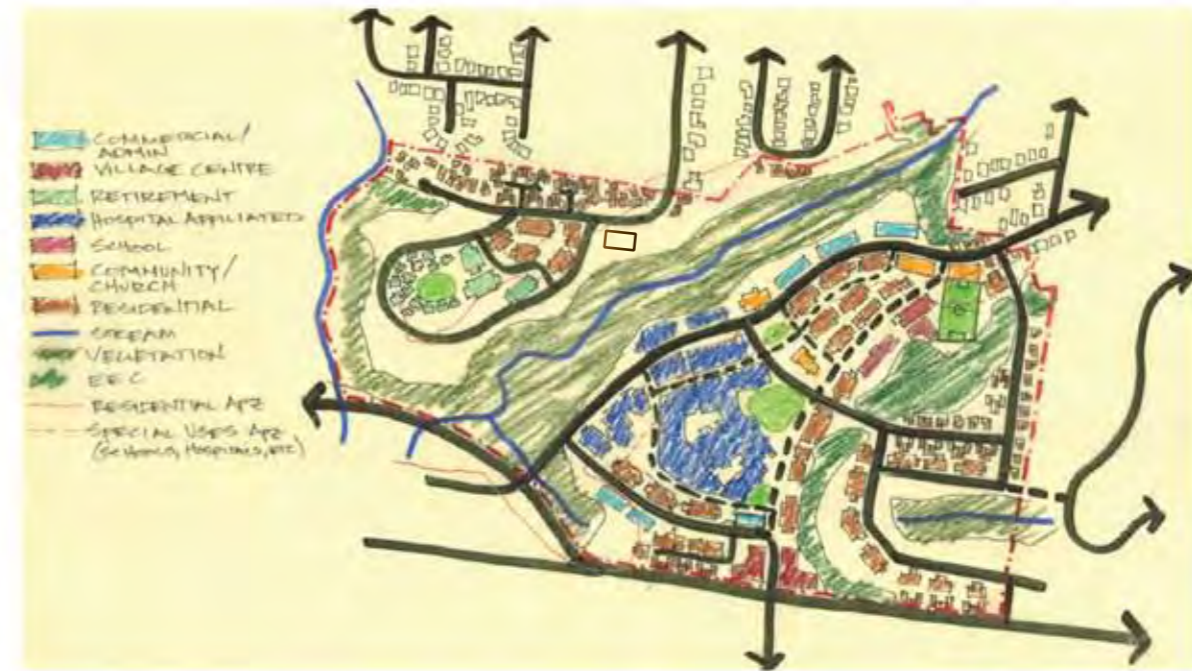 COMMERCIAL/
ADMIN
VILLAGE CENTRE
RETIREMENT
HOSPITAL AFFILIATED
SCHOOL
COMMUNITY/
CHURCH
RESIDENTIAL
STREAM
VEGETATION
EEC
RESIDENTIAL APZ
SPECIAL USES APZ
(SCHOOLS, HOSPITALS, ETC)